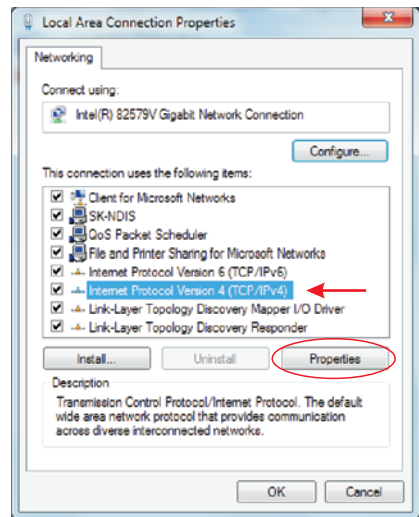 Local Area Connection Properties
Networking
Connect using:
Intel(R) 82579V Gigabit Network Connection
Configure...
This connection uses the following items:
Client for Microsoft Networks
SK-NDIS
QoS Packet Scheduler
File and Printer Sharing for Microsoft Networks
Internet Protocol Version 6 (TCP/IPv6)
Internet Protocol Version 4 (TCP/IPv4)
Link-Layer Topology Discovery Mapper I/O Driver
Link-Layer Topology Discovery Responder
Install... Uninstall Properties
Description
Transmission Control Protocol/Internet Protocol. The default
wide area network protocol that provides communication
across diverse interconnected networks.
OK Cancel